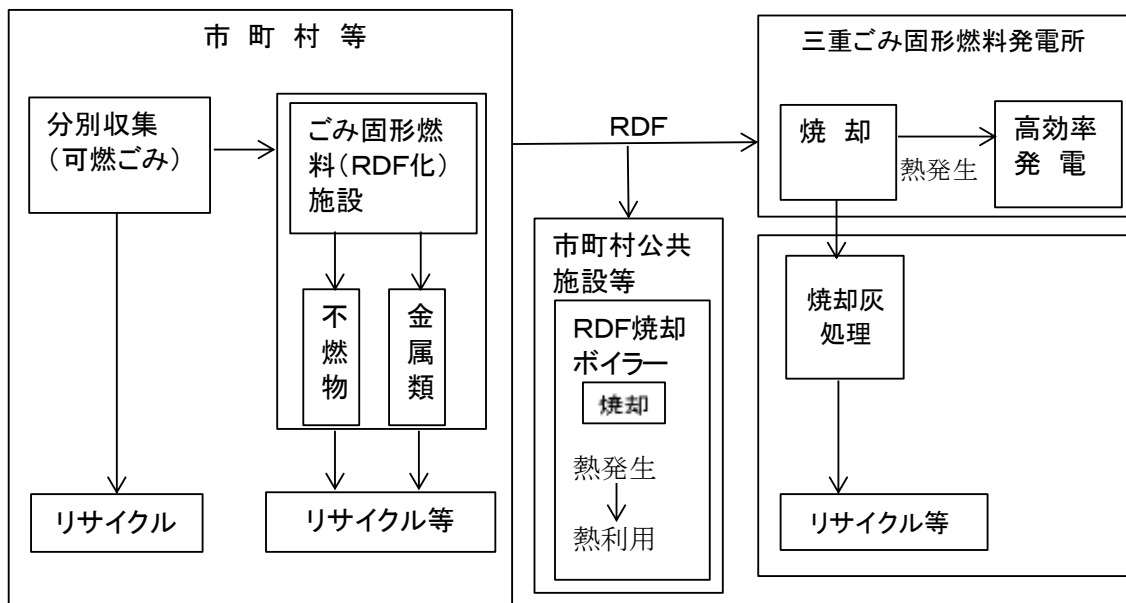 市 町 村 等
分別収集
（可燃ごみ）
ごみ固形燃
料（RDF化）
施設
不燃物
金属類
リサイクル
リサイクル等
RDF
市町村公共
施設等
RDF焼却
ボイラー
焼却
熱発生
熱利用
三重ごみ固形燃料発電所
焼 却
熱発生
高効率
発 電
焼却灰
処理
リサイクル等